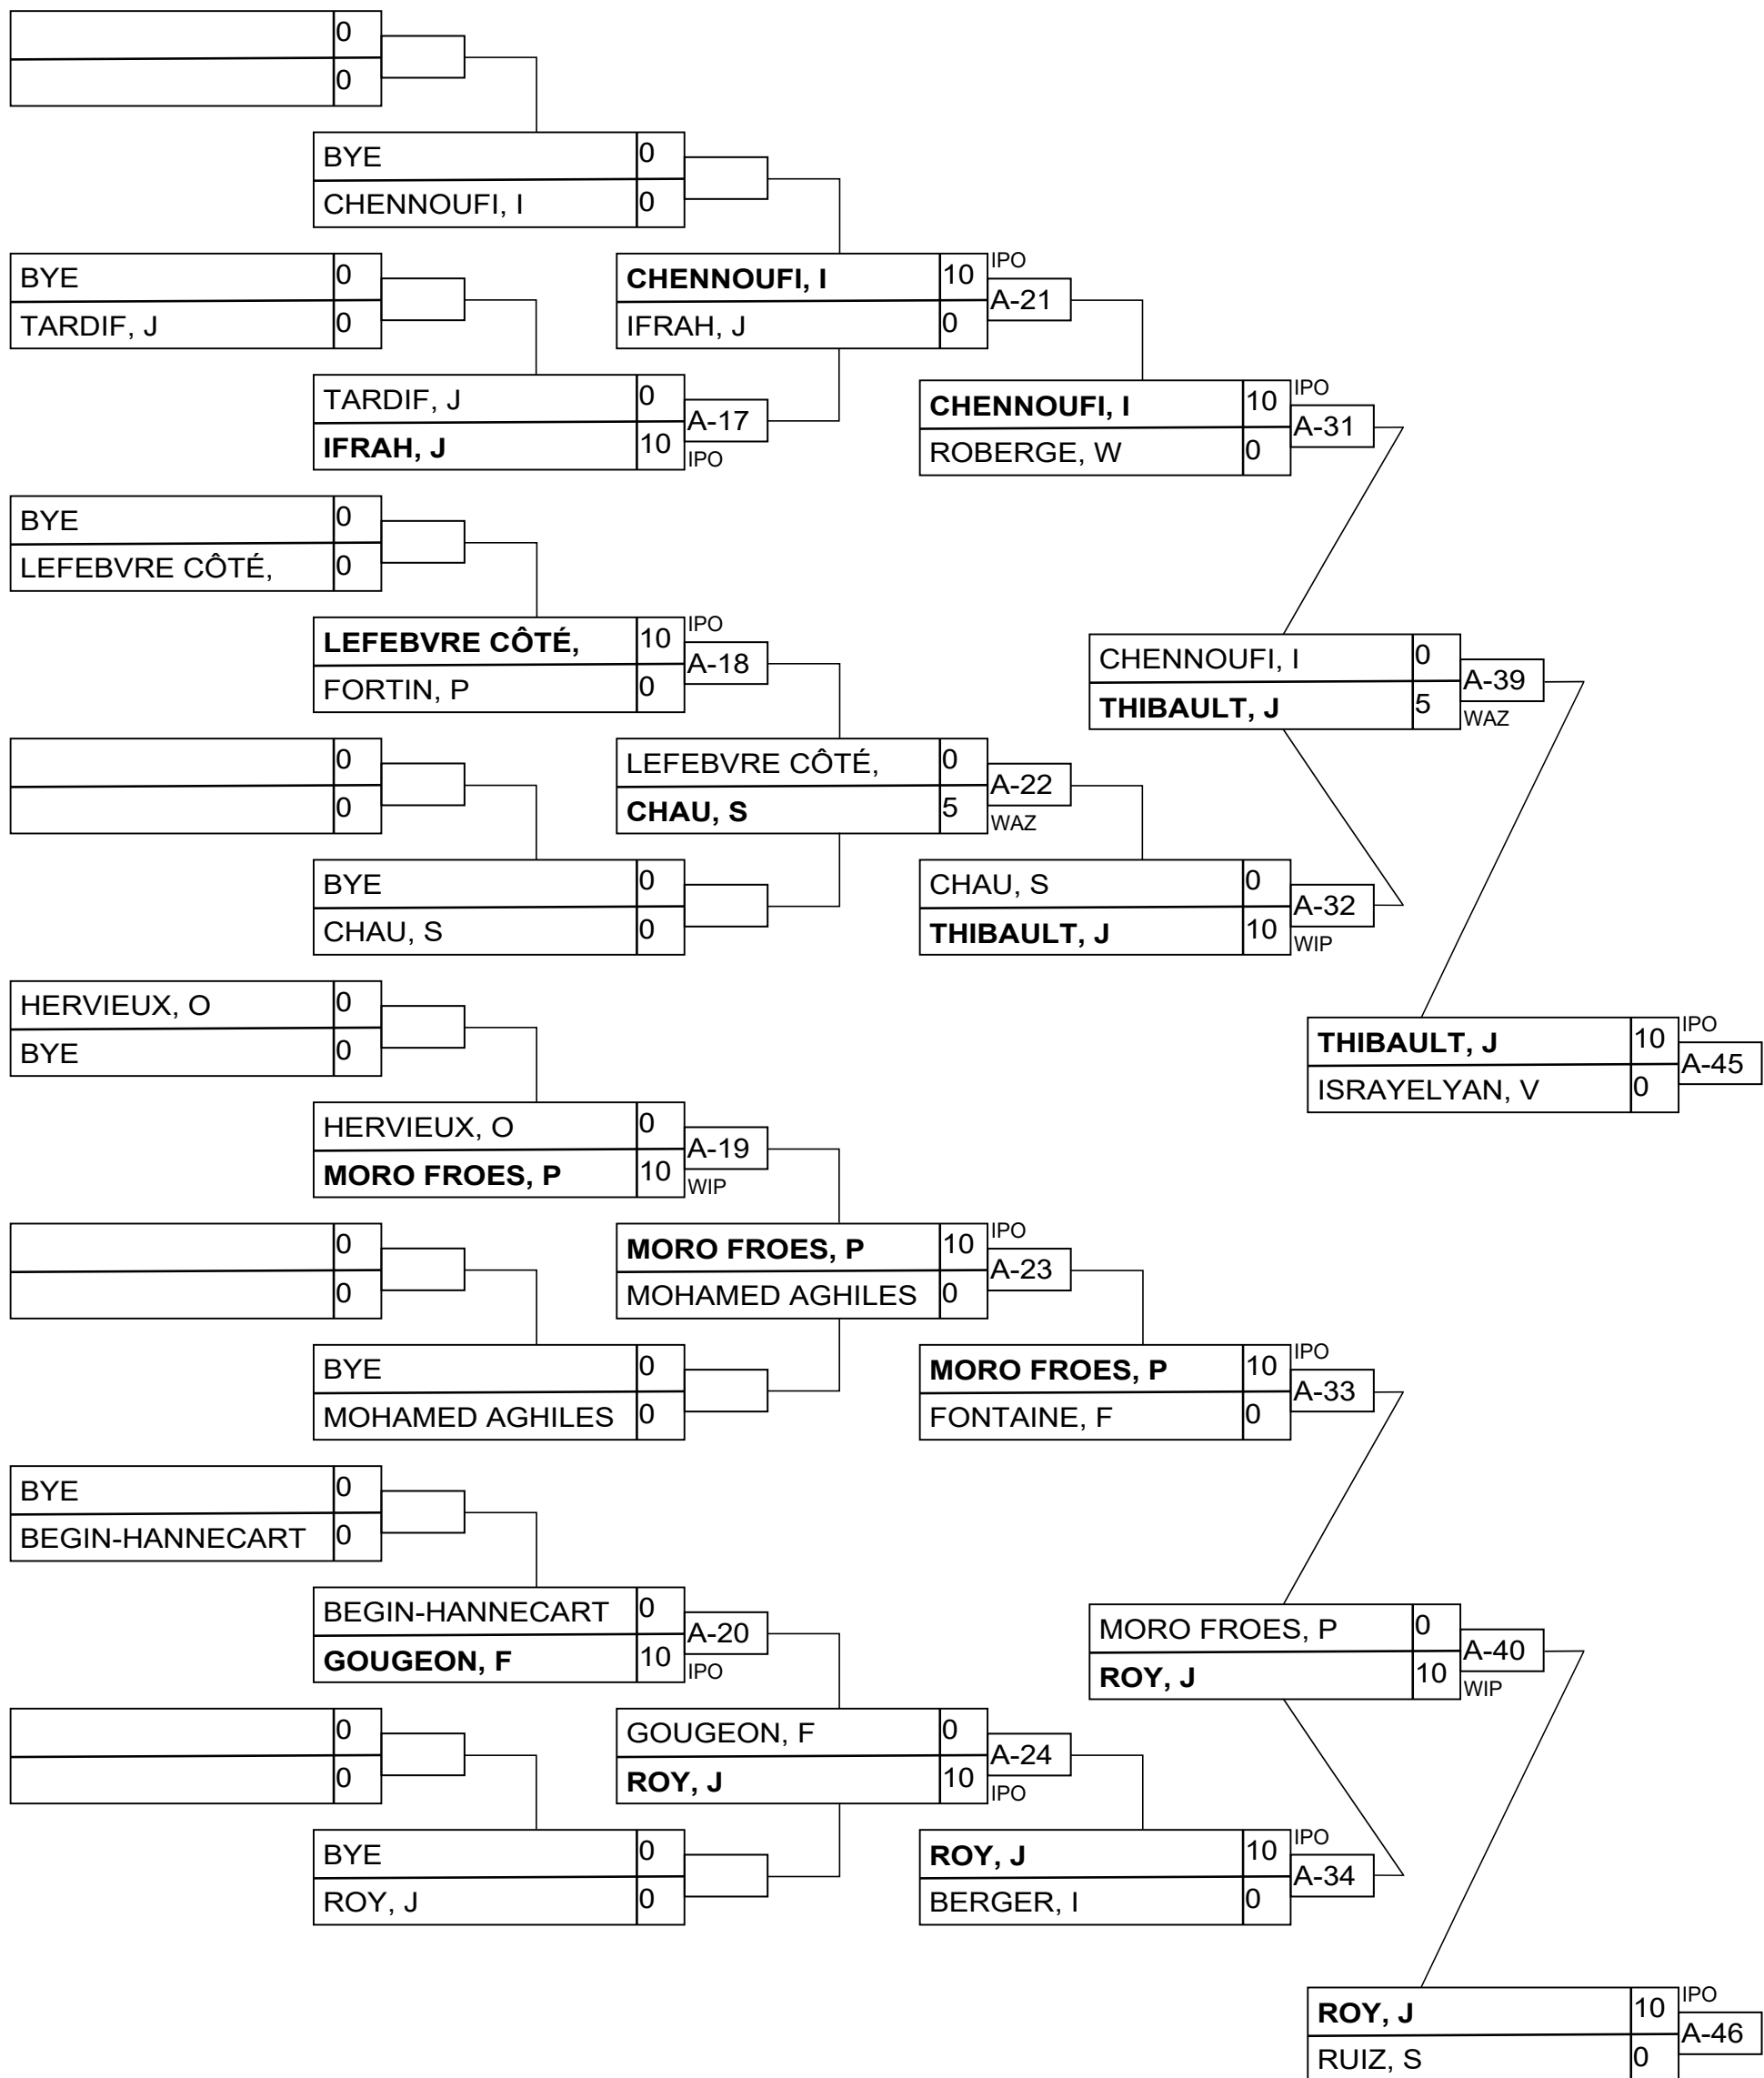 0
0
BYE 0
CHENNOUFI, I 0
BYE 0
TARDIF, J 0
CHENNOUFI, I 10 IPO
IFRAH, J 0 A-21
TARDIF, J 0
IFRAH, J 10 A-17 IPO
CHENNOUFI, I 10 IPO
ROBERGE, W 0 A-31
BYE 0
LEFEBVRE CÔTÉ, 0
LEFEBVRE CÔTÉ, 10 IPO
FORTIN, P 0 A-18
CHENNOUFI, I 0
THIBAULT, J 5 A-39 WAZ
0
0
LEFEBVRE CÔTÉ, 0
CHAU, S 5 A-22 WAZ
BYE 0
CHAU, S 0
CHAU, S 0
THIBAULT, J 10 A-32 WIP
HERVIEUX, O 0
BYE 0
THIBAULT, J 10 IPO
ISRAYELYAN, V 0 A-45
HERVIEUX, O 0
MORO FROES, P 10 A-19 WIP
0
0
MORO FROES, P 10 IPO
MOHAMED AGHILES 0 A-23
BYE 0
MOHAMED AGHILES 0
MORO FROES, P 10 IPO
FONTAINE, F 0 A-33
BYE 0
BEGIN-HANNECART 0
BEGIN-HANNECART 0
GOUGEON, F 10 A-20 IPO
MORO FROES, P 0
ROY, J 10 A-40 WIP
0
0
GOUGEON, F 0
ROY, J 10 A-24 IPO
BYE 0
ROY, J 0
ROY, J 10 IPO
BERGER, I 0 A-34
ROY, J 10 IPO
RUIZ, S 0 A-46